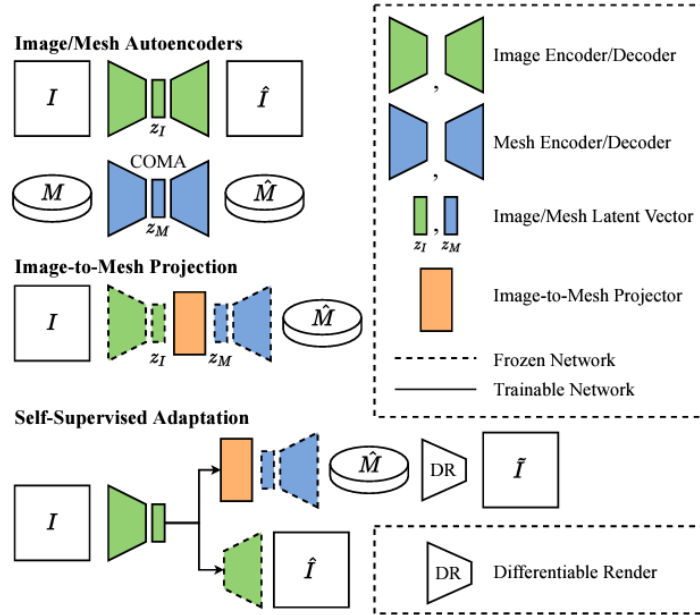 Image/Mesh Autoencoders
I
z_I
Î
COMA
M
z_M
M̂
Image-to-Mesh Projection
I
z_I
z_M
M̂
Self-Supervised Adaptation
I
M̂
DR
Ĩ
Î
,
Image Encoder/Decoder
,
Mesh Encoder/Decoder
,
z_I z_M
Image/Mesh Latent Vector
Image-to-Mesh Projector
Frozen Network
Trainable Network
DR
Differentiable Render